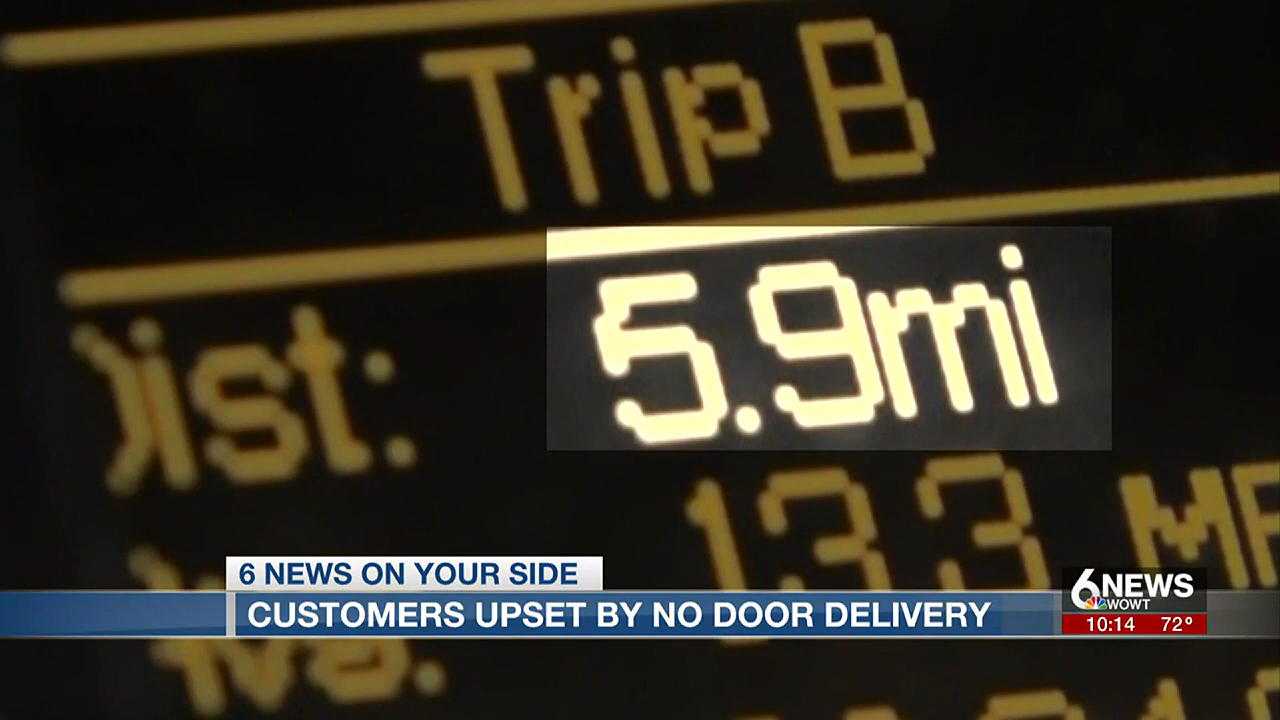 Trip B
Dist: 5.9mi
6 NEWS ON YOUR SIDE
CUSTOMERS UPSET BY NO DOOR DELIVERY
6NEWS
WOWT
10:14 72°